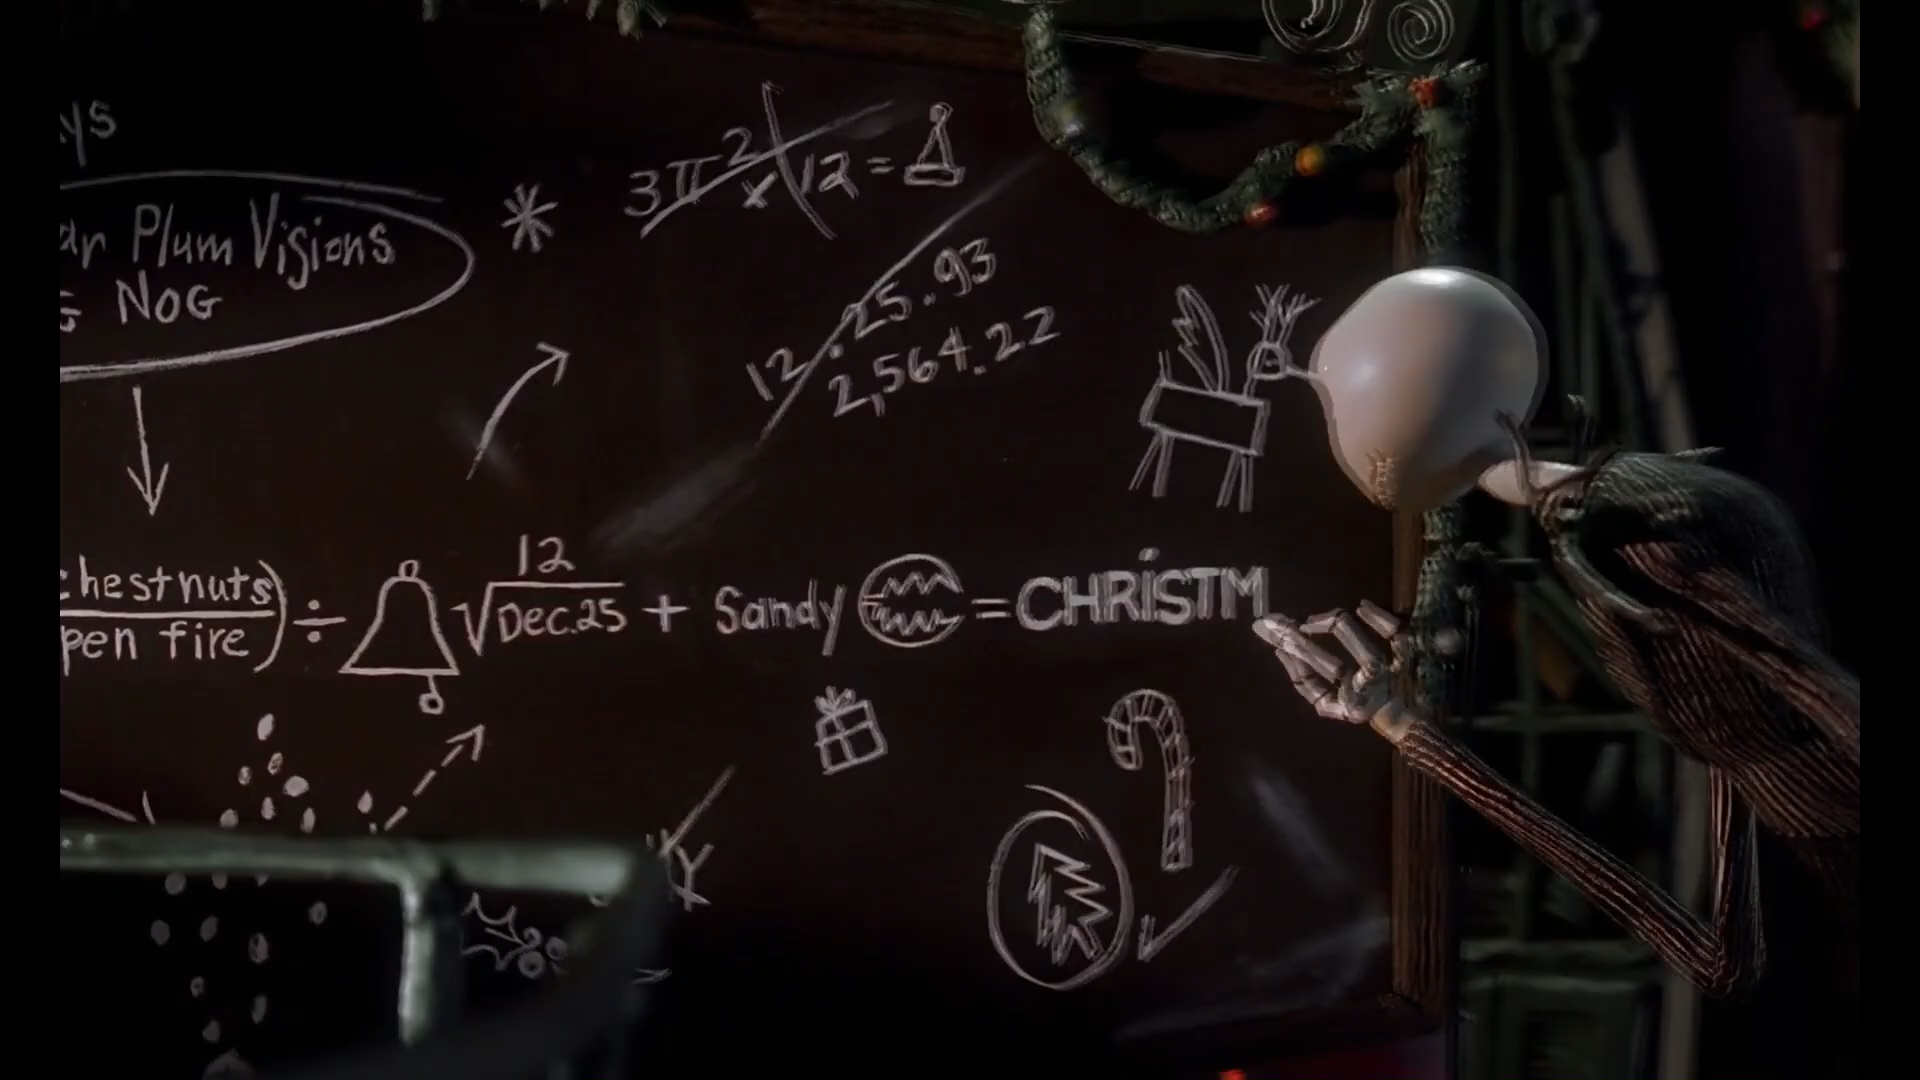 ys
ar Plum Visions
G NOG
3π² x 12 =
12 . 25.93
2,564.22
chestnuts
pen fire
) ÷
12
√Dec.25 + Sandy = CHRiSTM
Y